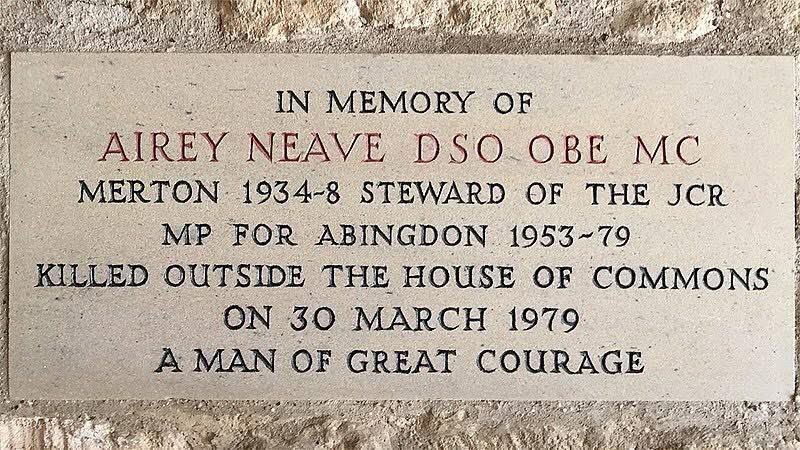 IN MEMORY OF
AIREY NEAVE DSO OBE MC
MERTON 1934-8 STEWARD OF THE JCR
MP FOR ABINGDON 1953~79
KILLED OUTSIDE THE HOUSE OF COMMONS
ON 30 MARCH 1979
A MAN OF GREAT COURAGE